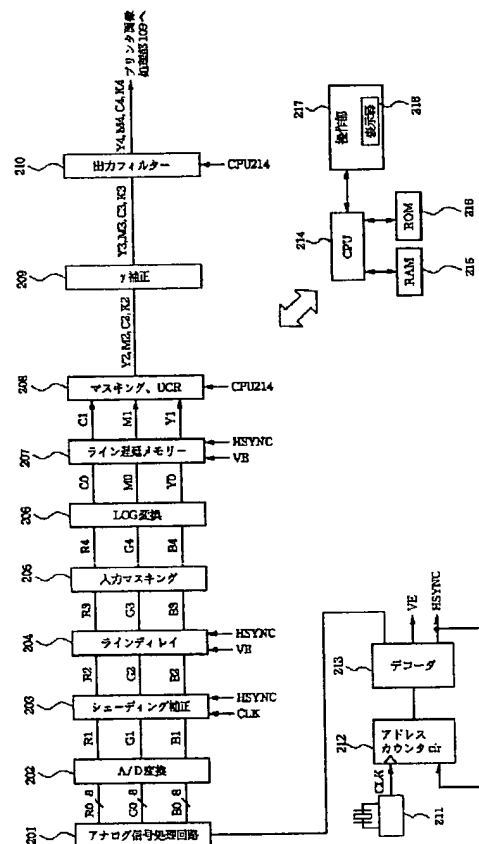 201
アナログ信号処理回路
R0 8
G0 8
B0 8
202
A/D変換
R1
G1
B1
203
シェーディング補正
CLK
HSYNC
R2
G2
B2
204
ラインディレイ
VE
HSYNC
R3
G3
B3
205
入力マスキング
R4
G4
B4
206
LOG変換
C0
M0
Y0
207
ライン遅延メモリー
VE
HSYNC
C1
M1
Y1
208
マスキング、UCR
CPU214
Y2, M2, C2, K2
209
γ補正
Y3, M3, C3, K3
210
出力フィルター
CPU214
Y4, M4, C4, K4
プリンタ画像
処理部109へ
211
CLK
212
アドレス
カウンタclr
213
デコーダ
VE
HSYNC
214
CPU
RAM
215
ROM
216
217
操作部
表示器
218